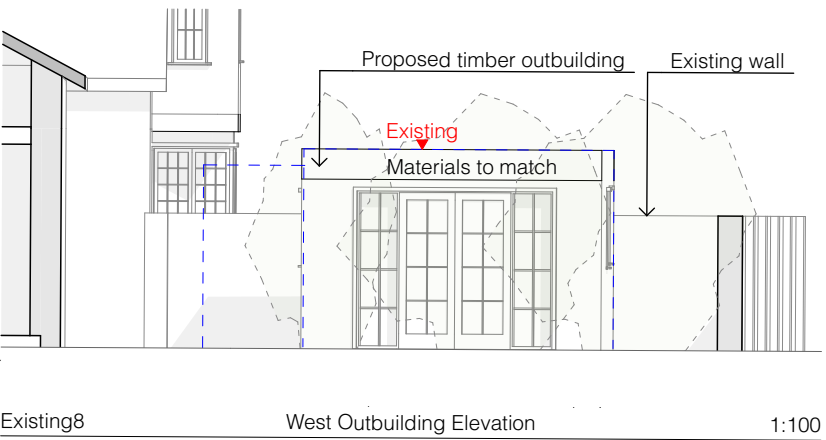 Proposed timber outbuilding
Existing wall
Existing
Materials to match
Existing8 West Outbuilding Elevation 1:100